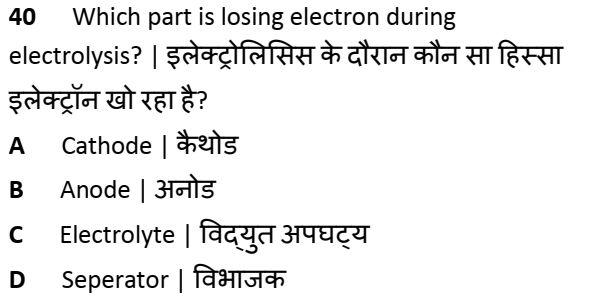 40 Which part is losing electron during
electrolysis? | इलेक्ट्रोलिसिस के दौरान कौन सा हिस्सा
इलेक्ट्रॉन खो रहा है?
A Cathode | कैथोड
B Anode | अनोड
C Electrolyte | विद्युत अपघट्य
D Seperator | विभाजक